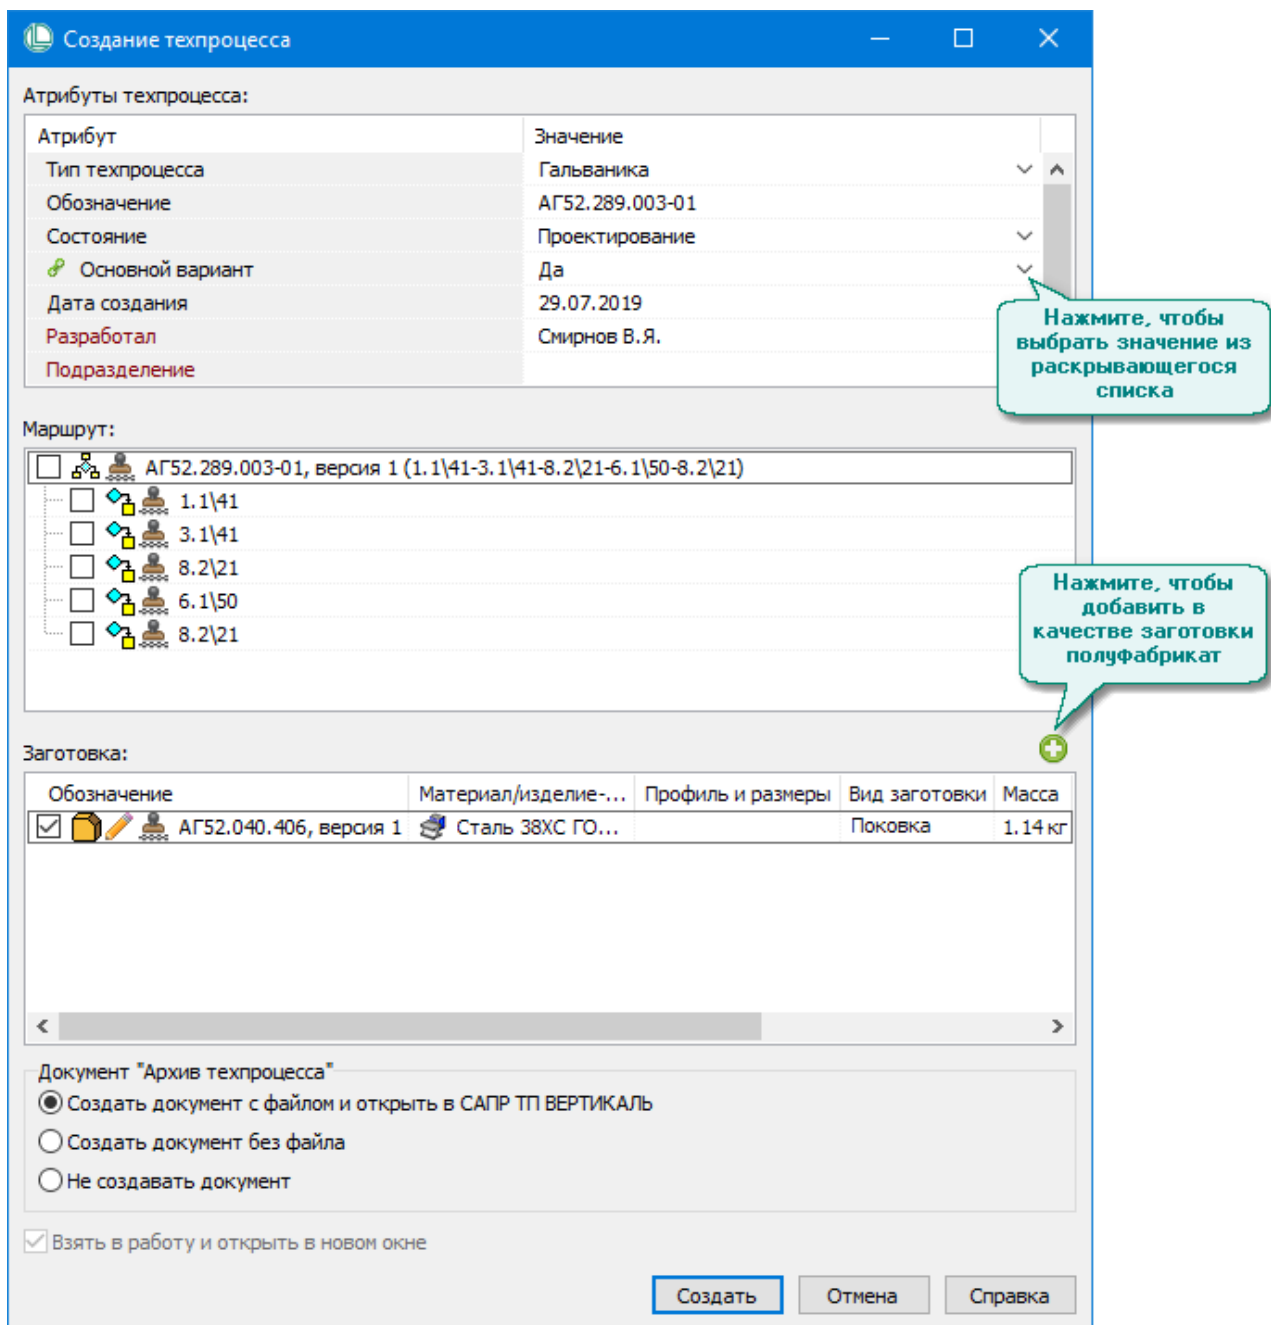 Создание техпроцесса
Атрибуты техпроцесса:
Атрибут Значение
Тип техпроцесса Гальваника
Обозначение АГ52.289.003-01
Состояние Проектирование
Основной вариант Да
Дата создания 29.07.2019
Разработал Смирнов В.Я.
Подразделение
Нажмите, чтобы
выбрать значение из
раскрывающегося
списка
Маршрут:
АГ52.289.003-01, версия 1 (1.1\41-3.1\41-8.2\21-6.1\50-8.2\21)
1.1\41
3.1\41
8.2\21
6.1\50
8.2\21
Нажмите, чтобы
добавить в
качестве заготовки
полуфабрикат
Заготовка:
Обозначение Материал/изделие-... Профиль и размеры Вид заготовки Масса
АГ52.040.406, версия 1 Сталь 38ХС ГО... Поковка 1.14 кг
Документ "Архив техпроцесса"
Создать документ с файлом и открыть в САПР ТП ВЕРТИКАЛЬ
Создать документ без файла
Не создавать документ
Взять в работу и открыть в новом окне
Создать Отмена Справка